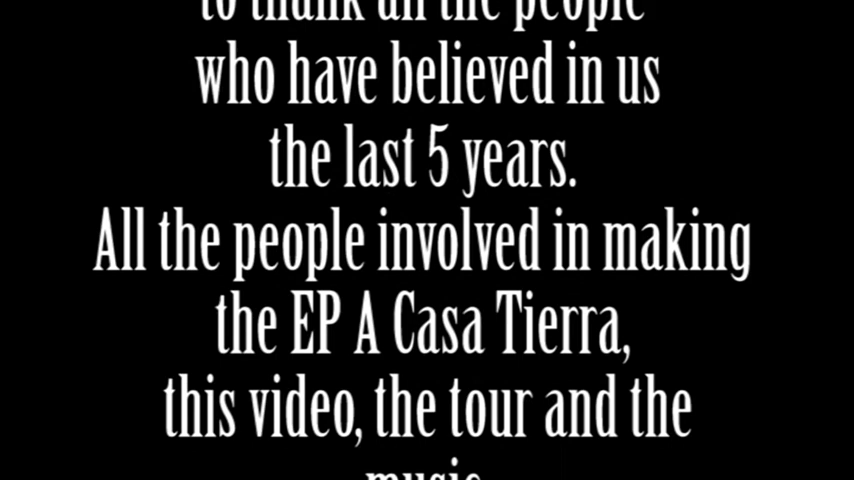 to thank all the people
who have believed in us
the last 5 years.
All the people involved in making
the EP A Casa Tierra,
this video, the tour and the
music